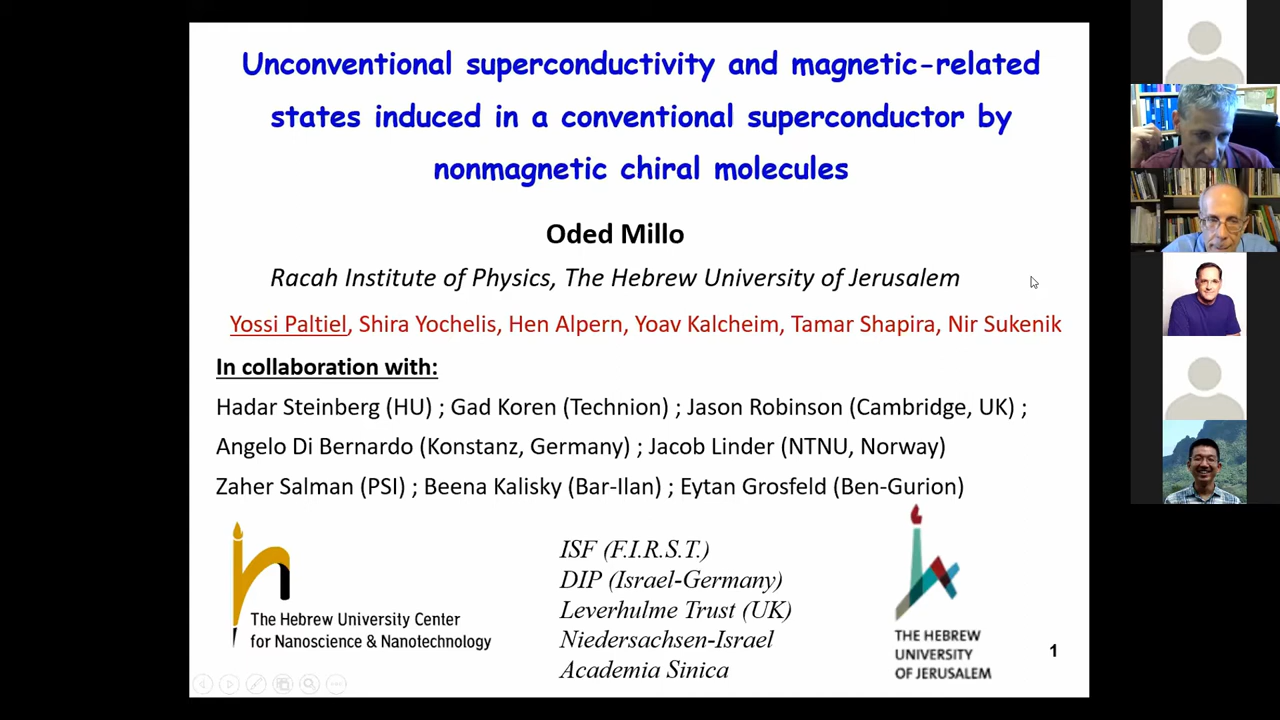 Unconventional superconductivity and magnetic-related
states induced in a conventional superconductor by
nonmagnetic chiral molecules
Oded Millo
Racah Institute of Physics, The Hebrew University of Jerusalem
Yossi Paltiel, Shira Yochelis, Hen Alpern, Yoav Kalcheim, Tamar Shapira, Nir Sukenik
In collaboration with:
Hadar Steinberg (HU) ; Gad Koren (Technion) ; Jason Robinson (Cambridge, UK) ;
Angelo Di Bernardo (Konstanz, Germany) ; Jacob Linder (NTNU, Norway)
Zaher Salman (PSI) ; Beena Kalisky (Bar-Ilan) ; Eytan Grosfeld (Ben-Gurion)
The Hebrew University Center
for Nanoscience & Nanotechnology
ISF (F.I.R.S.T.)
DIP (Israel-Germany)
Leverhulme Trust (UK)
Niedersachsen-Israel
Academia Sinica
THE HEBREW
UNIVERSITY
OF JERUSALEM
1